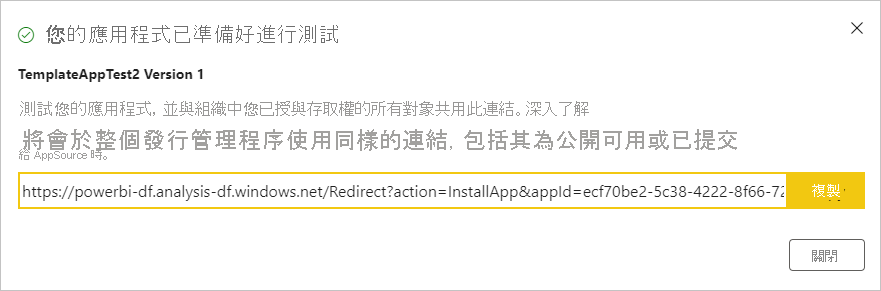 您的應用程式已準備好進行測試
TemplateAppTest2 Version 1
測試您的應用程式, 並與組織中您已授與存取權的所有對象共用此連結。深入了解
將會於整個發行管理程序使用同樣的連結, 包括其為公開可用或已提交
給 AppSource 時。
https://powerbi-df.analysis-df.windows.net/Redirect?action=InstallApp&appId=ecf70be2-5c38-4222-8f66-72
複製
關閉